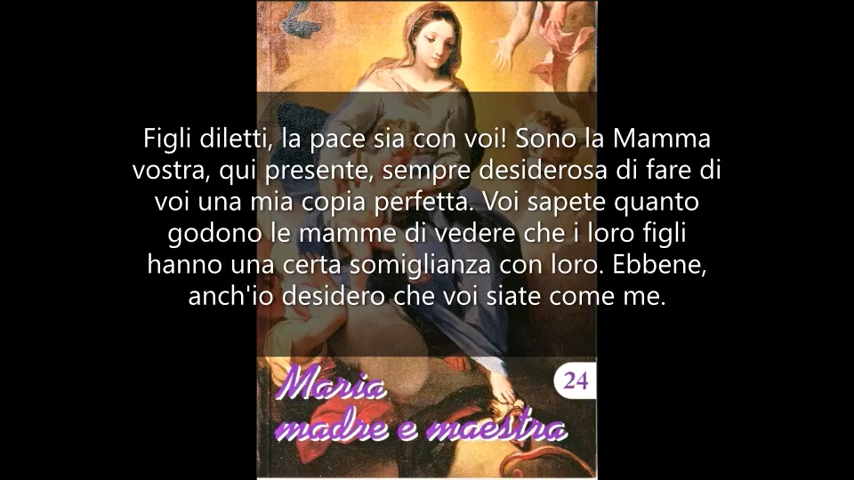 Figli diletti, la pace sia con voi! Sono la Mamma
vostra, qui presente, sempre desiderosa di fare di
voi una mia copia perfetta. Voi sapete quanto
godono le mamme di vedere che i loro figli
hanno una certa somiglianza con loro. Ebbene,
anch'io desidero che voi siate come me.
24
Maria
madre e maestra